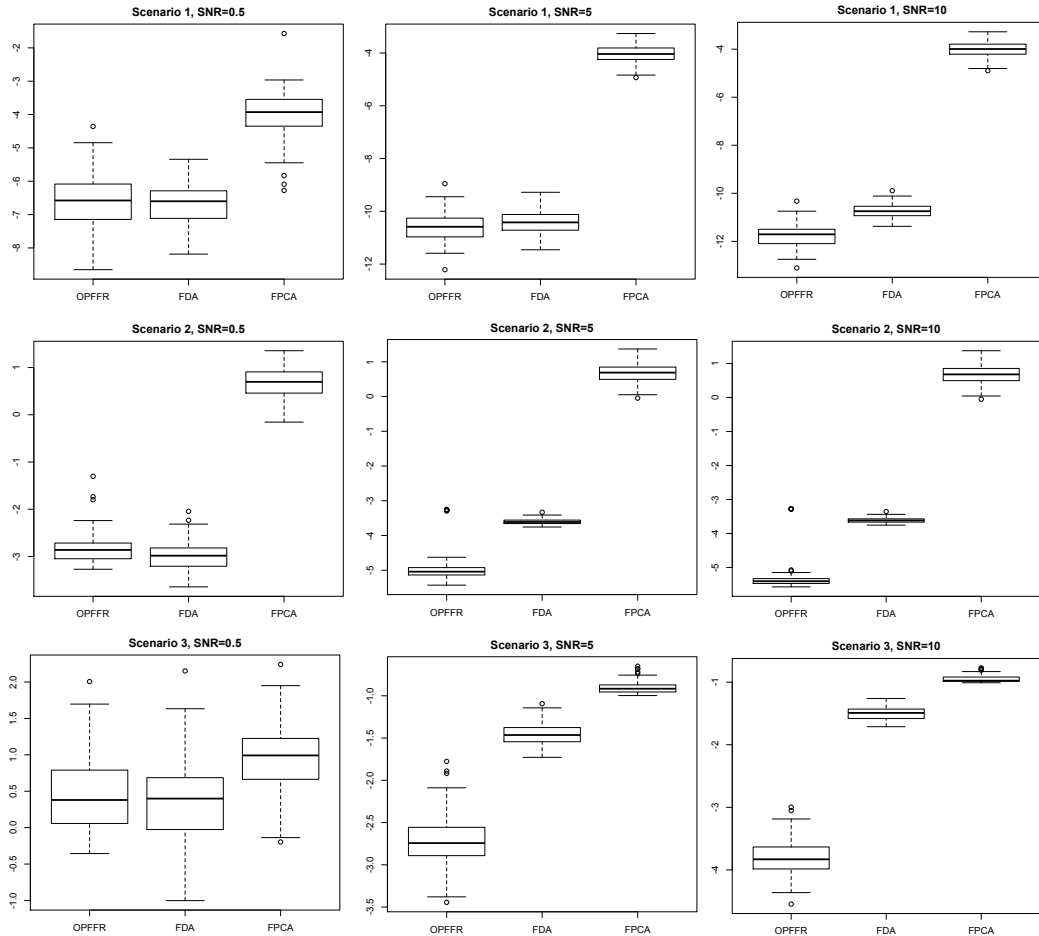 Scenario 1, SNR=0.5
-2
-3
-4
-5
-6
-7
-8
OPFFR FDA FPCA
Scenario 1, SNR=5
-4
-6
-8
-10
-12
OPFFR FDA FPCA
Scenario 1, SNR=10
-4
-6
-8
-10
-12
OPFFR FDA FPCA
Scenario 2, SNR=0.5
1
0
-1
-2
-3
OPFFR FDA FPCA
Scenario 2, SNR=5
1
0
-1
-2
-3
-4
-5
OPFFR FDA FPCA
Scenario 2, SNR=10
1
0
-1
-2
-3
-4
-5
OPFFR FDA FPCA
Scenario 3, SNR=0.5
2.0
1.5
1.0
0.5
0.0
-0.5
-1.0
OPFFR FDA FPCA
Scenario 3, SNR=5
-1.0
-1.5
-2.0
-2.5
-3.0
-3.5
OPFFR FDA FPCA
Scenario 3, SNR=10
-1
-2
-3
-4
OPFFR FDA FPCA